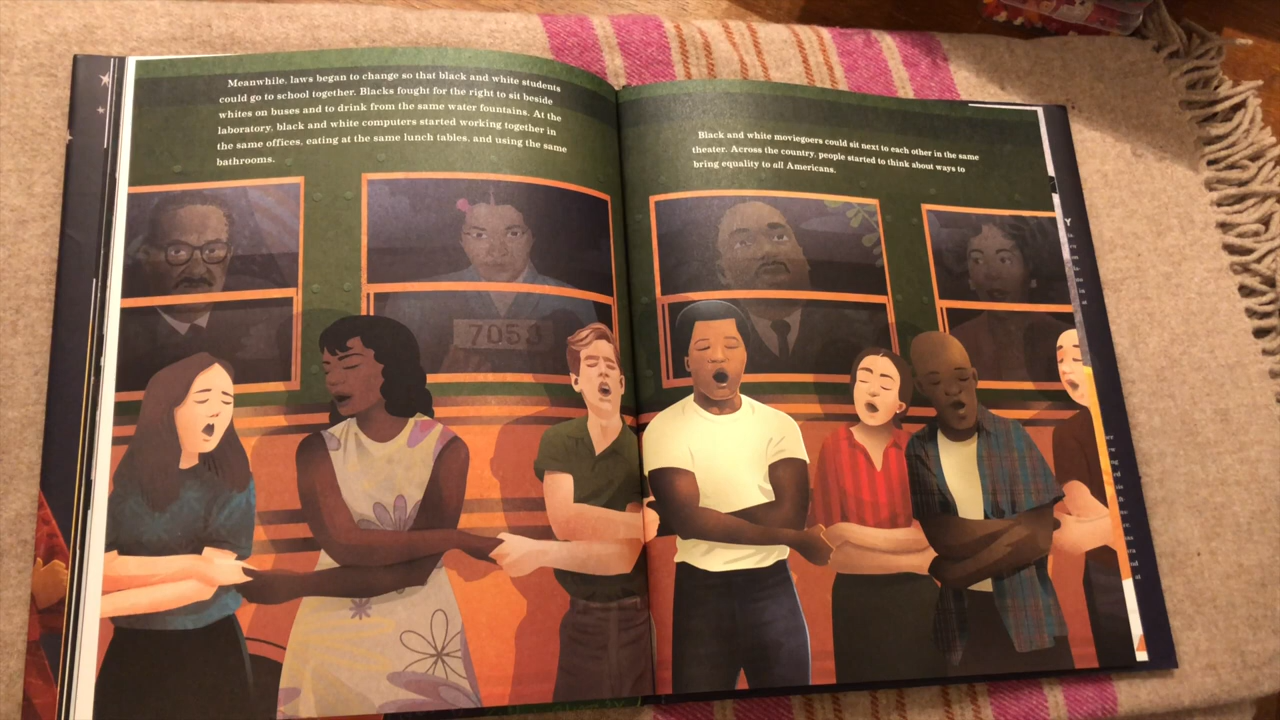 Meanwhile, laws began to change so that black and white students
could go to school together. Blacks fought for the right to sit beside
whites on buses and to drink from the same water fountains. At the
laboratory, black and white computers started working together in
the same offices, eating at the same lunch tables, and using the same
bathrooms.
Black and white moviegoers could sit next to each other in the same
theater. Across the country, people started to think about ways to
bring equality to all Americans.
7053